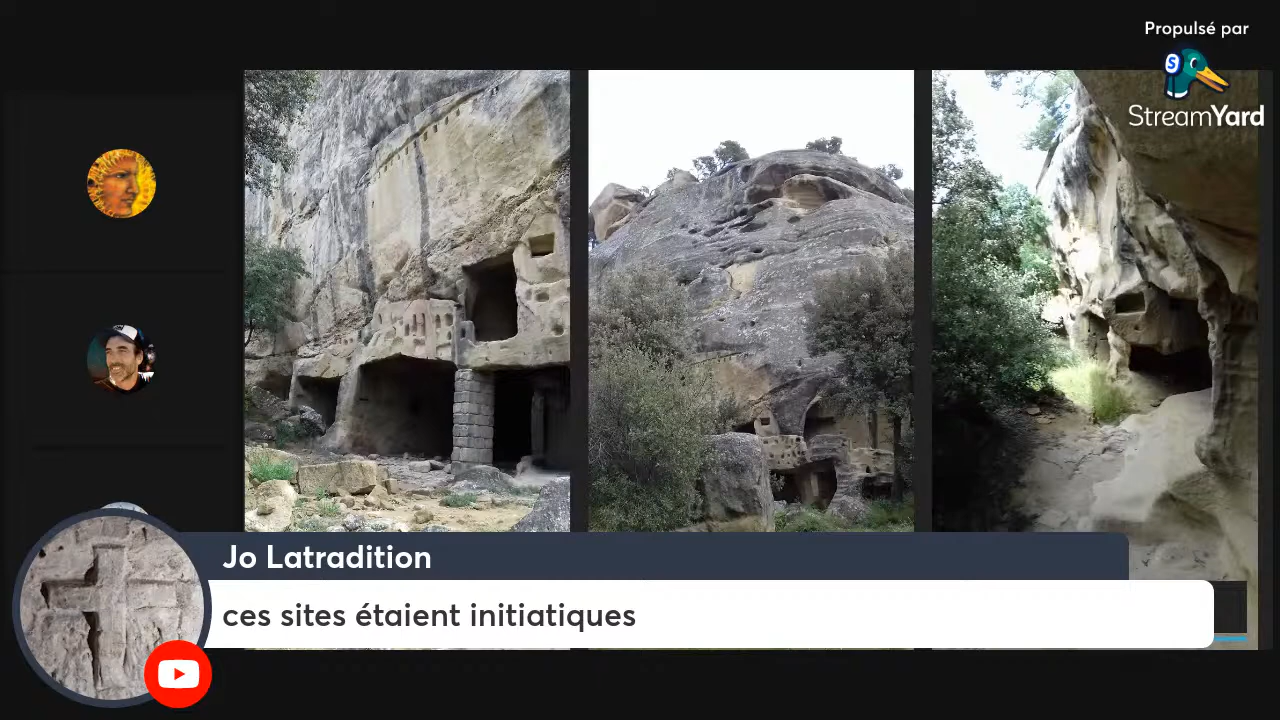 Propulsé par
StreamYard
Jo Latradition
ces sites étaient initiatiques